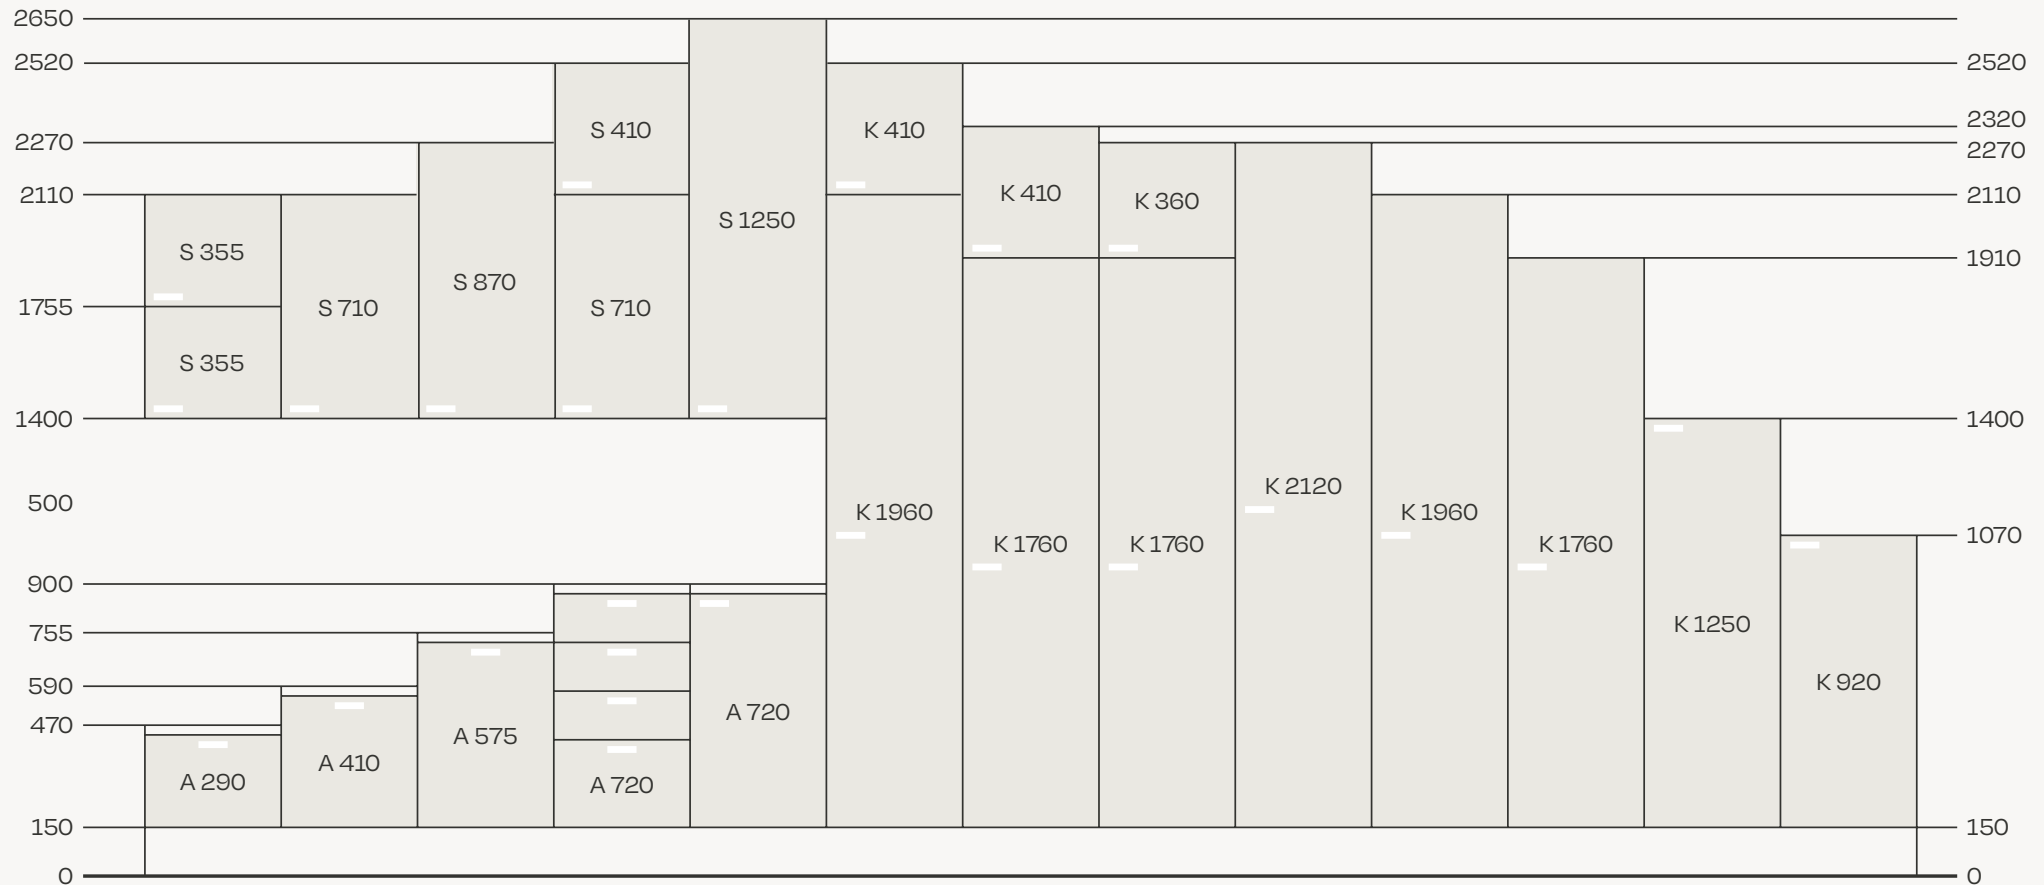 2650
2520 2520
2320
S 410 K 410
2270 2270
2110 2110
K 410 K 360
S 1250
S 355 1910
S 870
1755 S 710 S 710
S 355
1400 1400
K 2120
500 K 1960 K 1960
1070
K 1760 K 1760 K 1760
900
K 1250
755
590 K 920
A 720
470 A 575
A 410
A 290 A 720
150 150
0 0